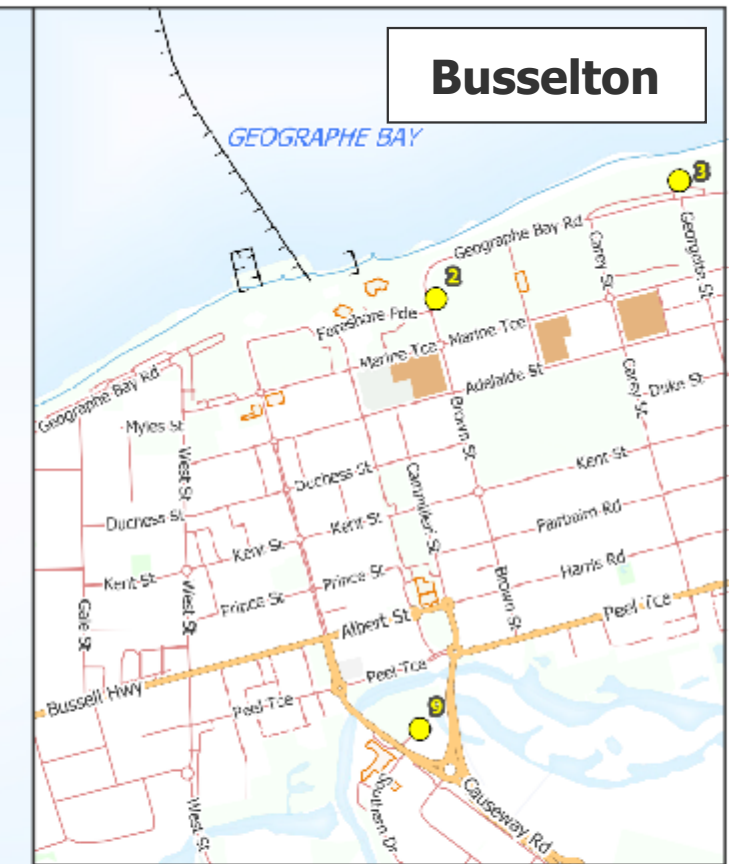 Busselton
GEOGRAPHE BAY
3
Geographe Bay Rd
Carey St
Georgette St
2
Foreshore Pde
Marine Tce
Marine Tce
Adelaide St
Carey St
Duke St
Geographe Bay Rd
Myles St
West St
Brown St
Kent St
Duchess St
Cammilleri St
Duchess St
Kent St
Fairbairn Rd
Kent St
Harris Rd
Kent St
Prince St
Brown St
Gale St
West St
Prince St
Albert St
Peel Tce
Peel Tce
Bussell Hwy
Peel Tce
9
Southern Dr
Causeway Rd
West St